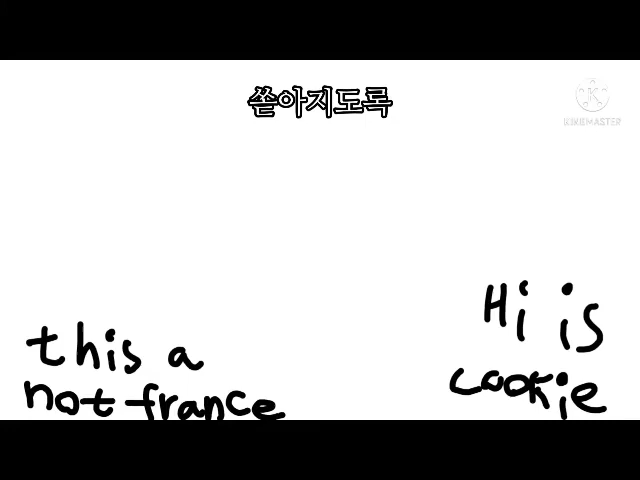 쏟아지도록
KINEMASTER
Hi is
cookie
this a
not france